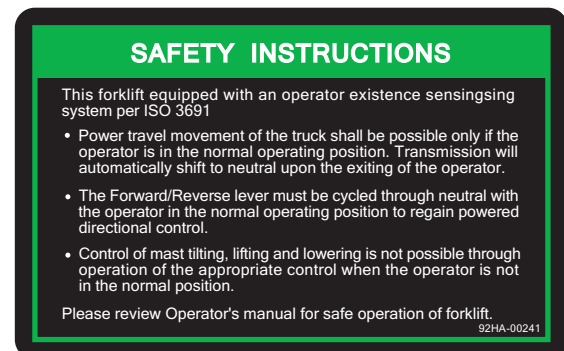 SAFETY INSTRUCTIONS
This forklift equipped with an operator existence sensingsing
system per ISO 3691
• Power travel movement of the truck shall be possible only if the
operator is in the normal operating position. Transmission will
automatically shift to neutral upon the exiting of the operator.
• The Forward/Reverse lever must be cycled through neutral with
the operator in the normal operating position to regain powered
directional control.
• Control of mast tilting, lifting and lowering is not possible through
operation of the appropriate control when the operator is not
in the normal position.
Please review Operator's manual for safe operation of forklift.
92HA-00241